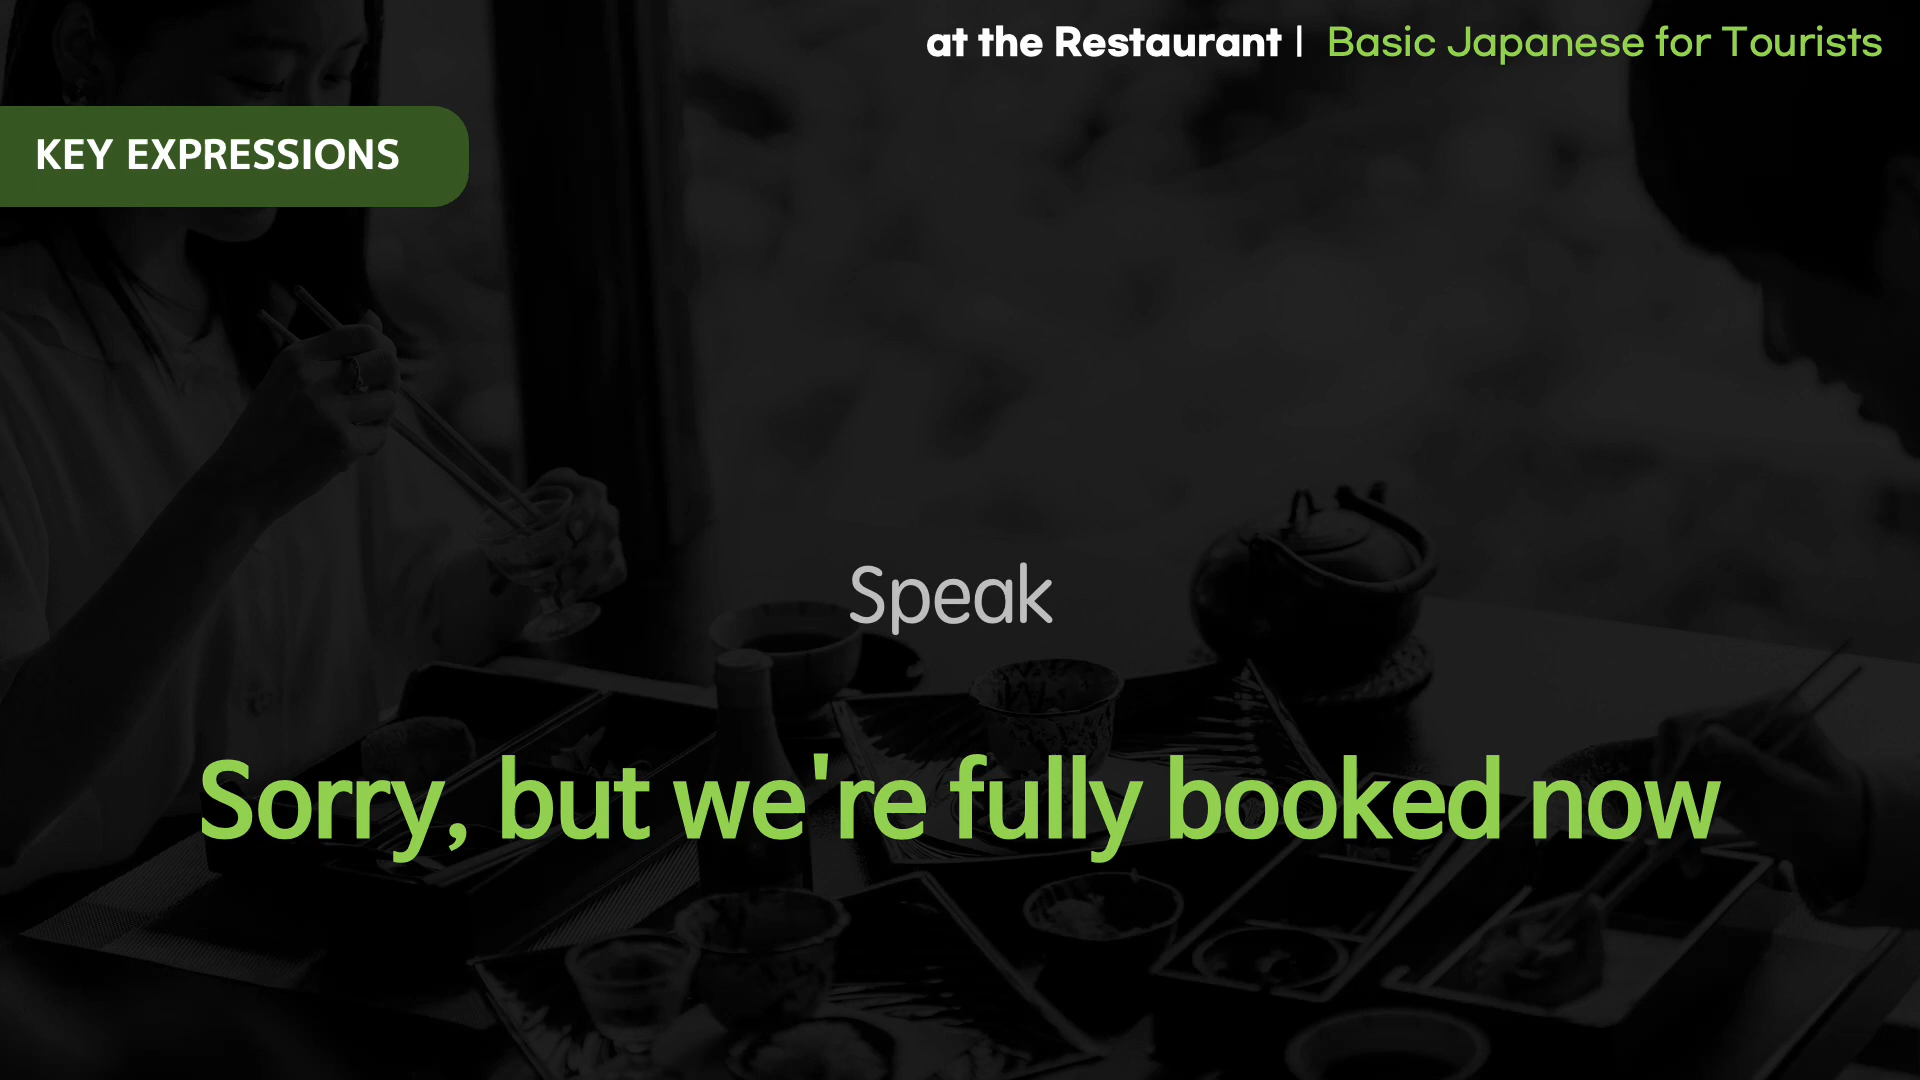 at the Restaurant | Basic Japanese for Tourists
KEY EXPRESSIONS
Speak
Sorry, but we're fully booked now